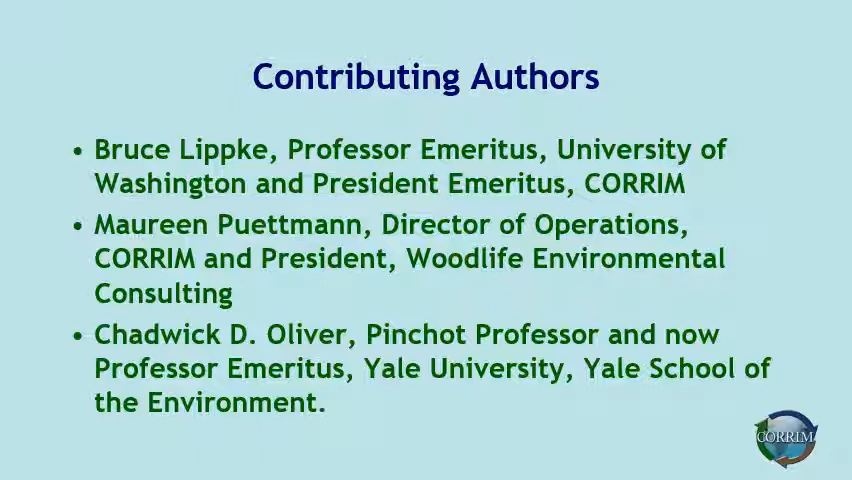 Contributing Authors
• Bruce Lippke, Professor Emeritus, University of
Washington and President Emeritus, CORRIM
• Maureen Puettmann, Director of Operations,
CORRIM and President, Woodlife Environmental
Consulting
• Chadwick D. Oliver, Pinchot Professor and now
Professor Emeritus, Yale University, Yale School of
the Environment.
CORRIM